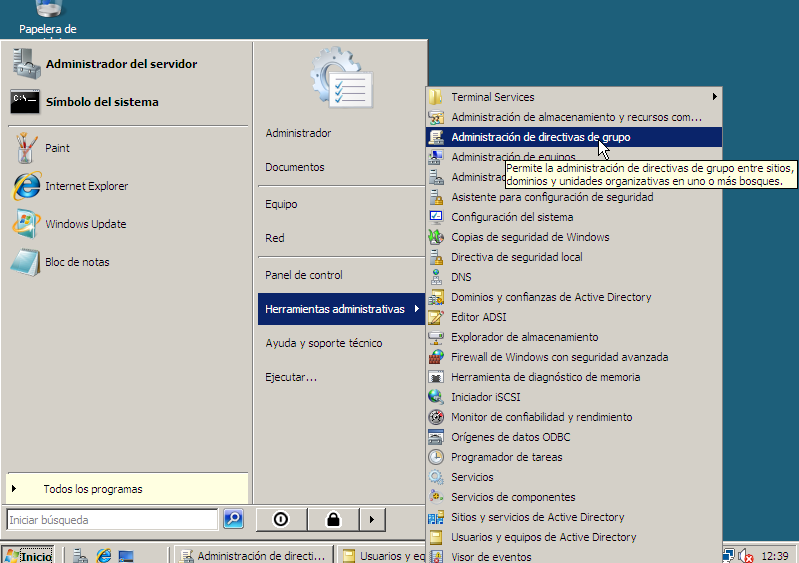 Papelera de
Administrador del servidor
Símbolo del sistema
Paint
Internet Explorer
Windows Update
Bloc de notas
Todos los programas
Iniciar búsqueda
Administrador
Documentos
Equipo
Red
Panel de control
Herramientas administrativas
Ayuda y soporte técnico
Ejecutar...
Terminal Services
Administración de almacenamiento y recursos com...
Administración de directivas de grupo
Administración de equipos
Administrad
Permite la administración de directivas de grupo entre sitios,
dominios y unidades organizativas en uno o más bosques.
Asistente para configuración de seguridad
Configuración del sistema
Copias de seguridad de Windows
Directiva de seguridad local
DNS
Dominios y confianzas de Active Directory
Editor ADSI
Explorador de almacenamiento
Firewall de Windows con seguridad avanzada
Herramienta de diagnóstico de memoria
Iniciador iSCSI
Monitor de confiabilidad y rendimiento
Orígenes de datos ODBC
Programador de tareas
Servicios
Servicios de componentes
Sitios y servicios de Active Directory
Usuarios y equipos de Active Directory
Visor de eventos
Inicio
Administración de directi...
Usuarios y eq
12:39